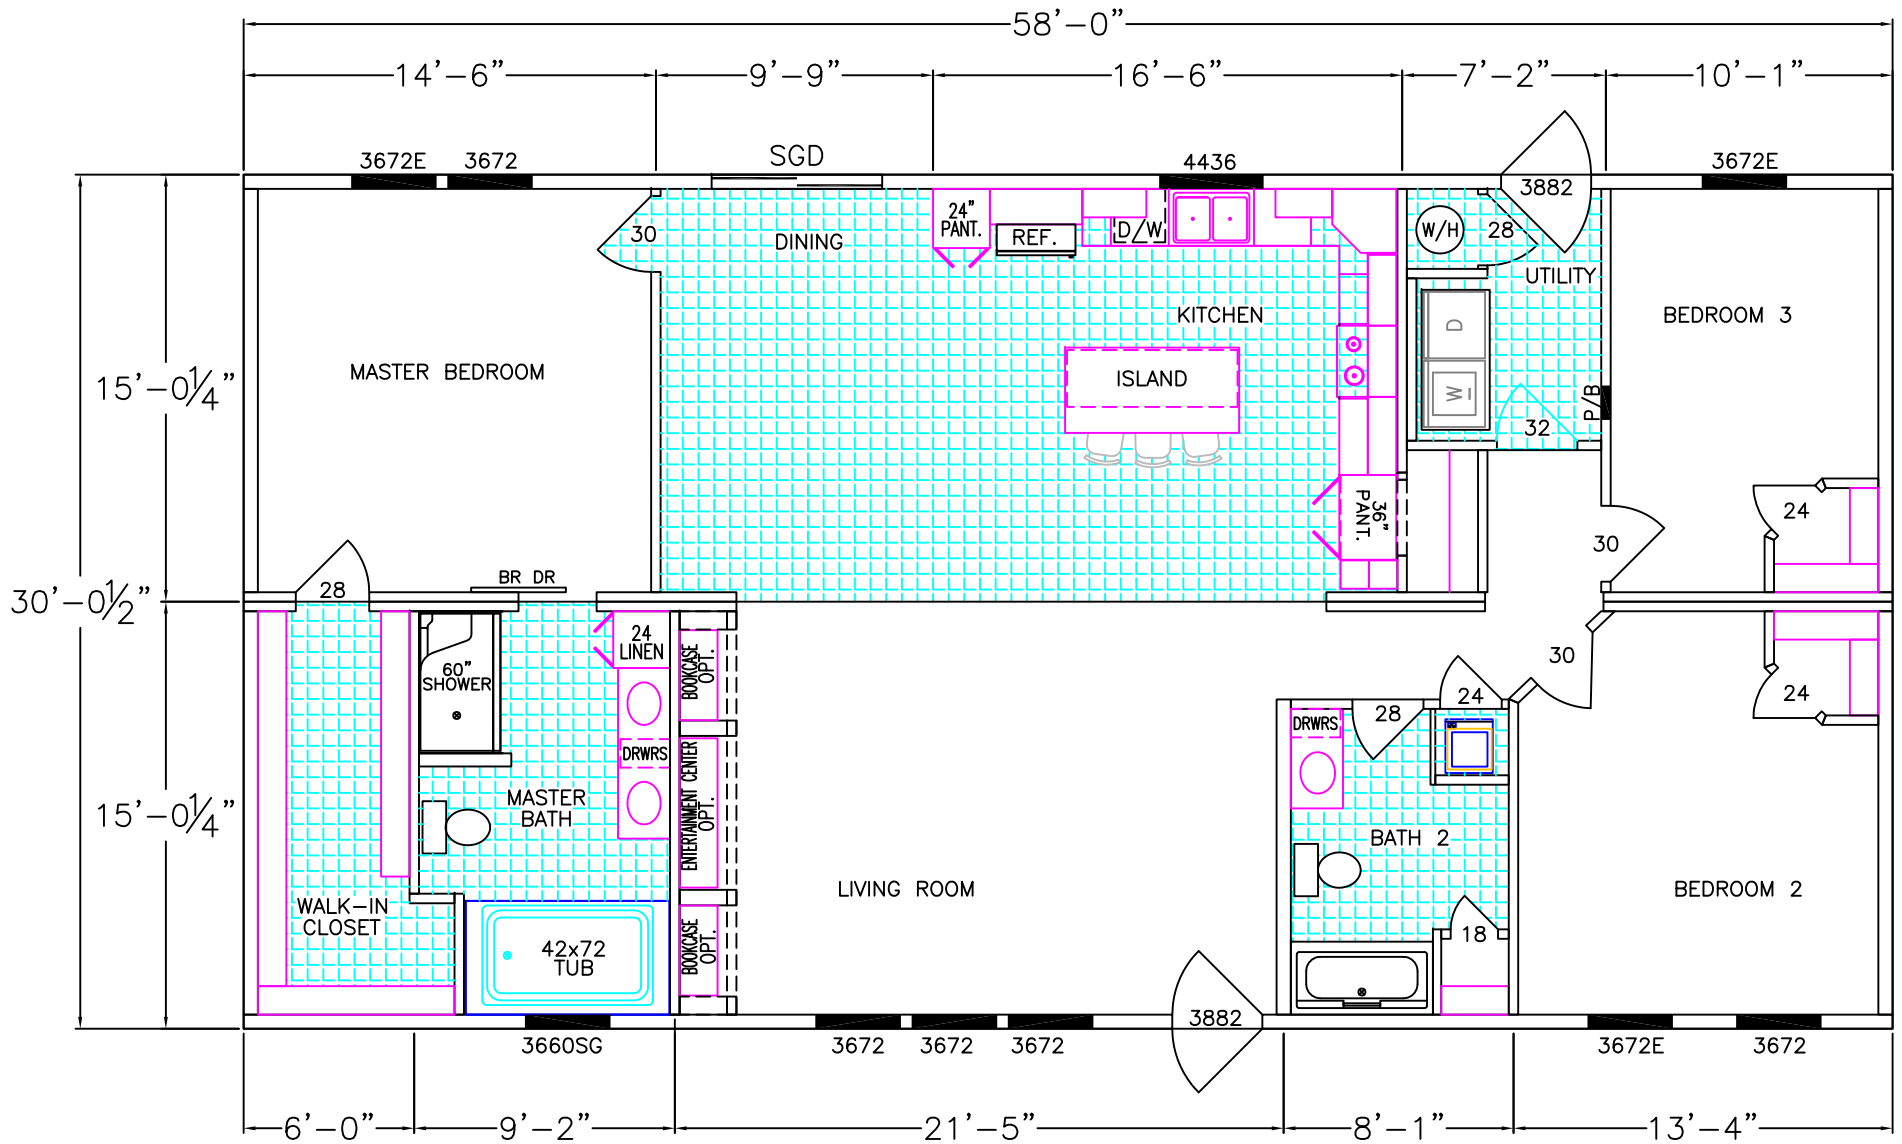 58'-0"
14'-6"
9'-9"
16'-6"
7'-2"
10'-1"
3672E
3672
SGD
4436
3882
3672E
30
DINING
24"
PANT.
REF.
D/W
W/H
28
UTILITY
KITCHEN
BEDROOM 3
D
MASTER BEDROOM
ISLAND
W
P/B
15'-0¼"
32
36"
PANT.
24
30
28
BR DR
30'-0½"
24
LINEN
60"
SHOWER
BOOKCASE
OPT.
30
24
24
28
DRWRS
DRWRS
ENTERTAINMENT CENTER
OPT.
MASTER
BATH
15'-0¼"
BATH 2
LIVING ROOM
BEDROOM 2
WALK-IN
CLOSET
42x72
TUB
BOOKCASE
OPT.
18
3882
3660SG
3672
3672
3672
3672E
3672
6'-0"
9'-2"
21'-5"
8'-1"
13'-4"